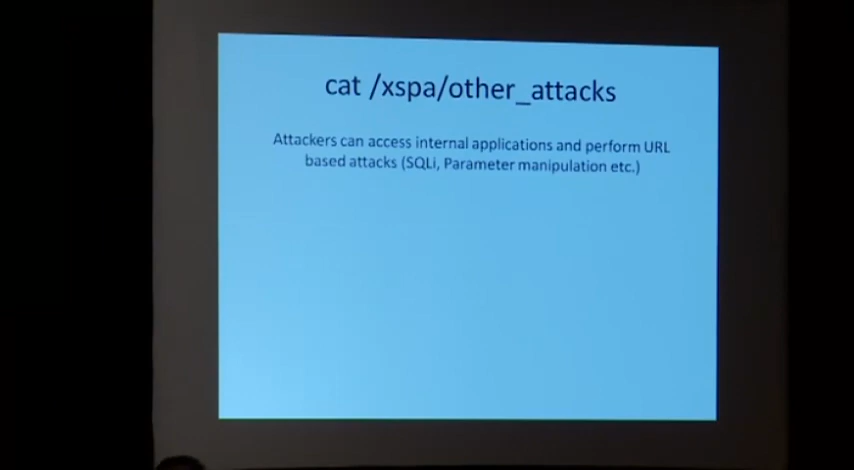 cat /xspa/other_attacks
Attackers can access internal applications and perform URL
based attacks (SQLi, Parameter manipulation etc.)